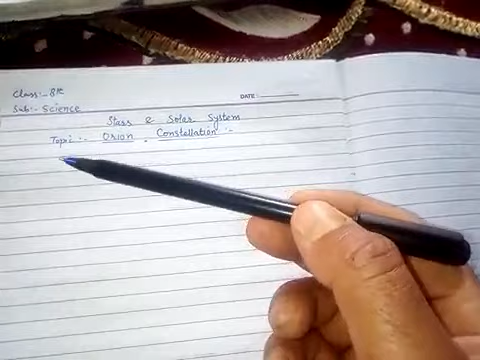 Class:- 8th
DATE:
Sub:- Science
Stars & Solar System
Topic :- Orion Constellation :-